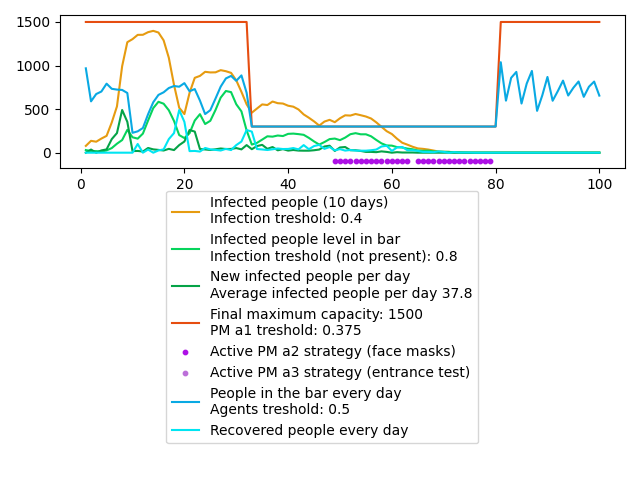 1500
1000
500
0
0
20
40
60
80
100
Infected people (10 days)
Infection treshold: 0.4
Infected people level in bar
Infection treshold (not present): 0.8
New infected people per day
Average infected people per day 37.8
Final maximum capacity: 1500
PM a1 treshold: 0.375
Active PM a2 strategy (face masks)
Active PM a3 strategy (entrance test)
People in the bar every day
Agents treshold: 0.5
Recovered people every day